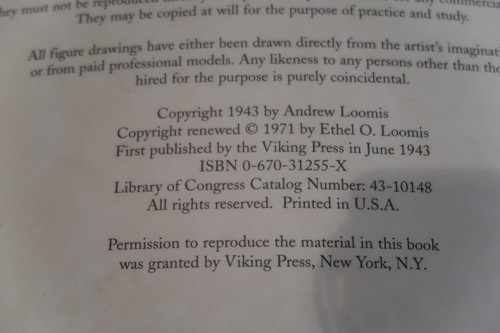 must not be
They may be copied at will for the purpose of practice and study.
All figure drawings have either been drawn directly from the artist's
or from paid professional models. Any likeness to any persons other than
hired for the purpose is purely coincidental.
Copyright 1943 by Andrew Loomis
Copyright renewed © 1971 by Ethel O. Loomis
First published by the Viking Press in June 1943
ISBN 0-670-31255-X
Library of Congress Catalog Number: 43-10148
All rights reserved. Printed in U.S.A.
Permission to reproduce the material in this book
was granted by Viking Press, New York, N.Y.